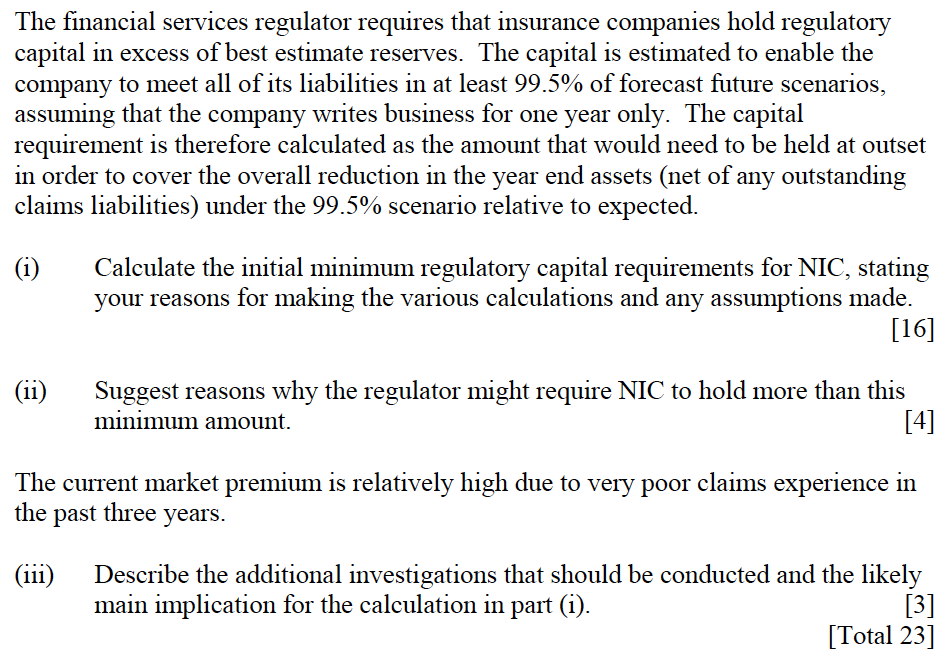 The financial services regulator requires that insurance companies hold regulatory
capital in excess of best estimate reserves.  The capital is estimated to enable the
company to meet all of its liabilities in at least 99.5% of forecast future scenarios,
assuming that the company writes business for one year only.  The capital
requirement is therefore calculated as the amount that would need to be held at outset
in order to cover the overall reduction in the year end assets (net of any outstanding
claims liabilities) under the 99.5% scenario relative to expected.
(i) Calculate the initial minimum regulatory capital requirements for NIC, stating
your reasons for making the various calculations and any assumptions made.
[16]
(ii) Suggest reasons why the regulator might require NIC to hold more than this
minimum amount. [4]
The current market premium is relatively high due to very poor claims experience in
the past three years.
(iii) Describe the additional investigations that should be conducted and the likely
main implication for the calculation in part (i). [3]
[Total 23]